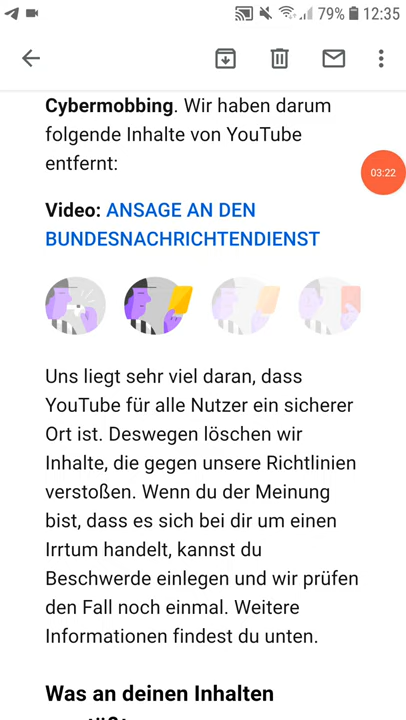 79% 12:35
Cybermobbing. Wir haben darum
folgende Inhalte von YouTube
entfernt:
03:22
Video: ANSAGE AN DEN
BUNDESNACHRICHTENDIENST
Uns liegt sehr viel daran, dass
YouTube für alle Nutzer ein sicherer
Ort ist. Deswegen löschen wir
Inhalte, die gegen unsere Richtlinien
verstoßen. Wenn du der Meinung
bist, dass es sich bei dir um einen
Irrtum handelt, kannst du
Beschwerde einlegen und wir prüfen
den Fall noch einmal. Weitere
Informationen findest du unten.
Was an deinen Inhalten